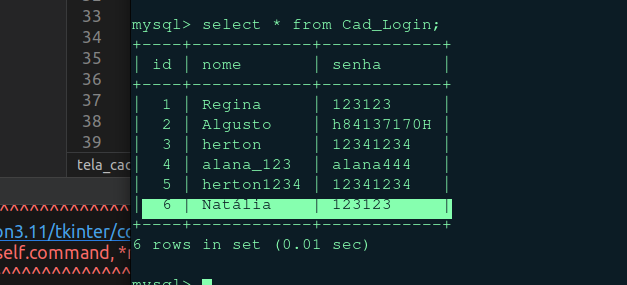 33
34
35
36
37
38
39
tela_cad
^^^^^^^^^^^^^^^^^
on3.11/tkinter/co
self.command, *
^^^^^^^^^^^^^^^^^
mysql> select * from Cad_Login;
+----+------------+------------+
| id | nome       | senha      |
+----+------------+------------+
|  1 | Regina     | 123123     |
|  2 | Algusto    | h84137170H |
|  3 | herton     | 12341234   |
|  4 | alana_123  | alana444   |
|  5 | herton1234 | 12341234   |
|  6 | Natália    | 123123     |
+----+------------+------------+
6 rows in set (0.01 sec)
mysql>